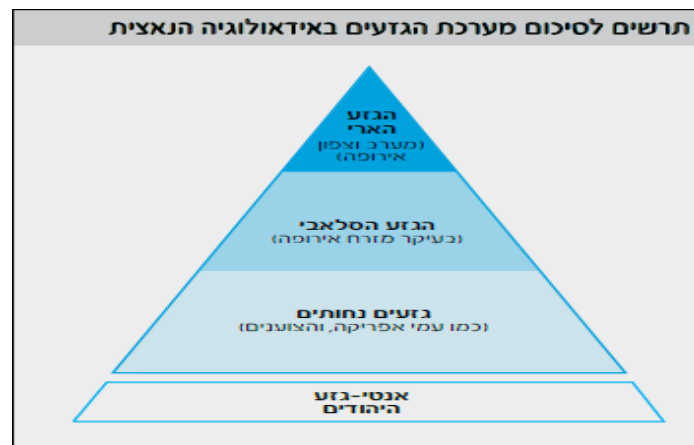 תרשים לסיכום מערכת הגזעים באידאולוגיה הנאצית
הגזע
הארי
(מערב וצפון
אירופה)
הגזע הסלאבי
(בעיקר מזרח אירופה)
גזעים נחותים
(כמו עמי אפריקה, והצוענים)
אנטי-גזע
היהודים